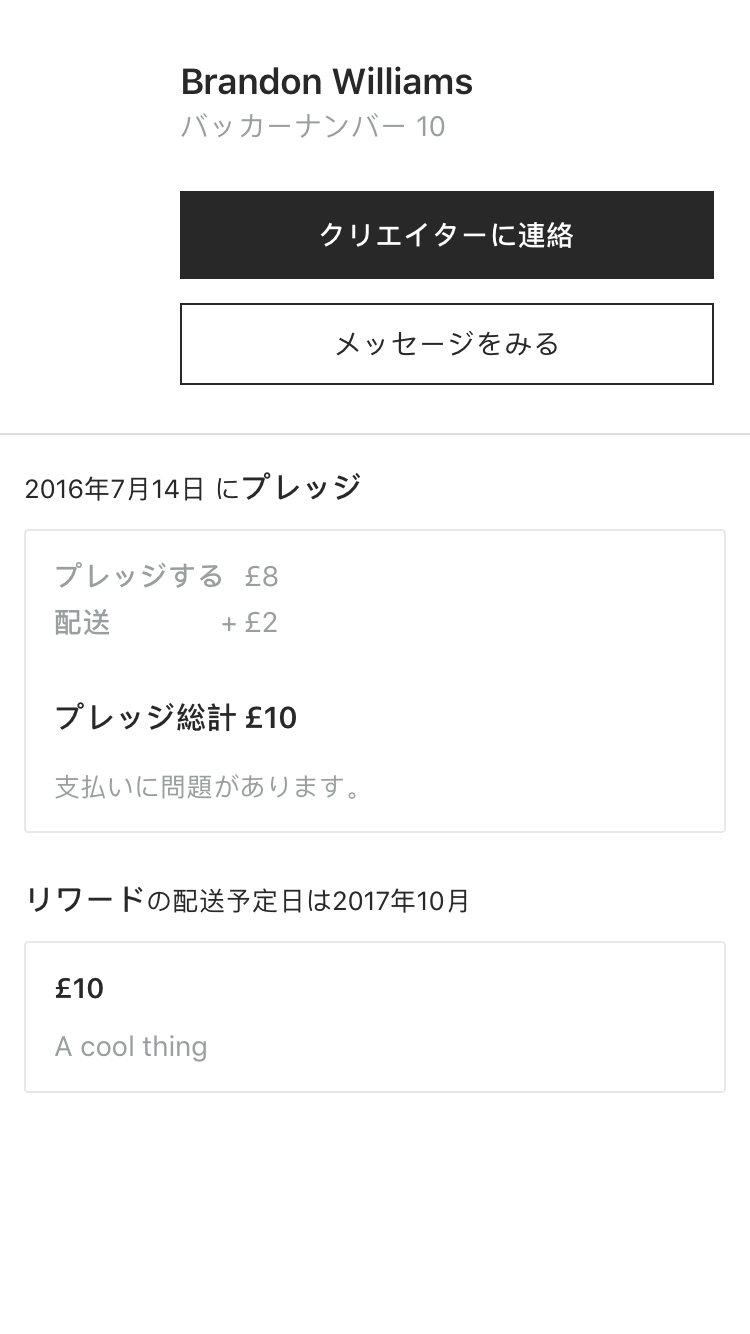 Brandon Williams
バッカーナンバー 10
クリエイターに連絡
メッセージをみる
2016年7月14日 にプレッジ
プレッジする £8
配送 + £2
プレッジ総計 £10
支払いに問題があります。
リワードの配送予定日は2017年10月
£10
A cool thing